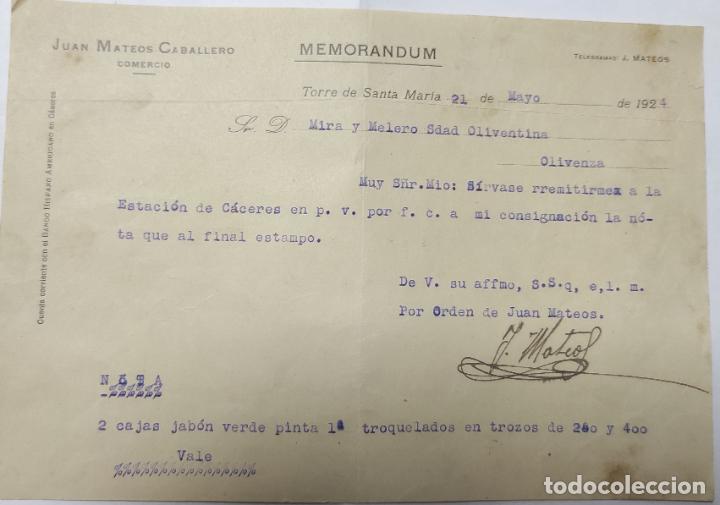 JUAN MATEOS CABALLERO
COMERCIO
MEMORANDUM
TELEGRAMAS: J. MATEOS
Torre de Santa María 21 de Mayo de 1924
Sr. D. Mira y Melero Sdad Oliventina
Olivenza
Muy Sñr.Mio: Sírvase rremitirmex a la
Estación de Cáceres en p. v. por f. c. a mi consignación la nó-
ta que al final estampo.
De V. su affmo, S.S.q, e,l. m.
Por Orden de Juan Mateos.
J. Mateos
N O T A
2 cajas jabón verde pinta 1ª troquelados en trozos de 2oo y 4oo
Vale
%%%%%%%%%%%%%%%
Cuenta corriente con el BANCO HISPANO AMERICANO en Cáceres
todocoleccion.net